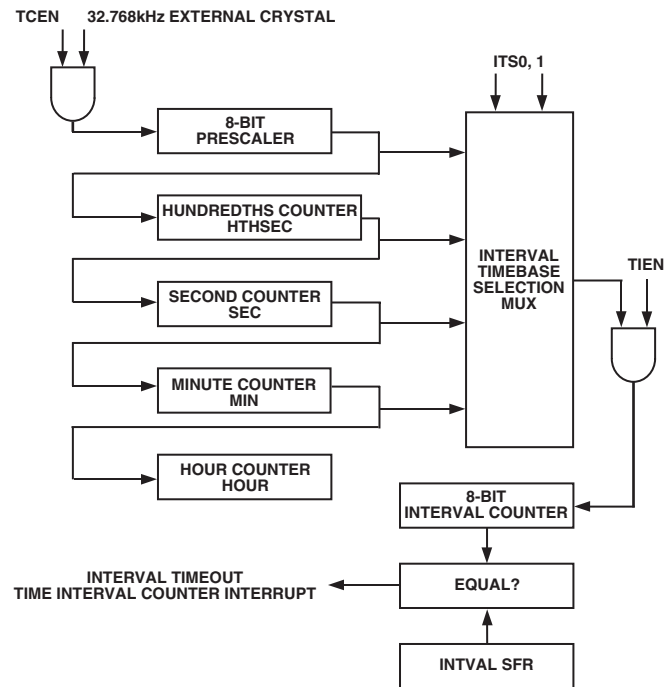 TCEN 32.768kHz EXTERNAL CRYSTAL
ITS0, 1
8-BIT
PRESCALER
HUNDREDTHS COUNTER
HTHSEC
INTERVAL
TIMEBASE
SELECTION
MUX
TIEN
SECOND COUNTER
SEC
MINUTE COUNTER
MIN
HOUR COUNTER
HOUR
8-BIT
INTERVAL COUNTER
INTERVAL TIMEOUT
TIME INTERVAL COUNTER INTERRUPT
EQUAL?
INTVAL SFR